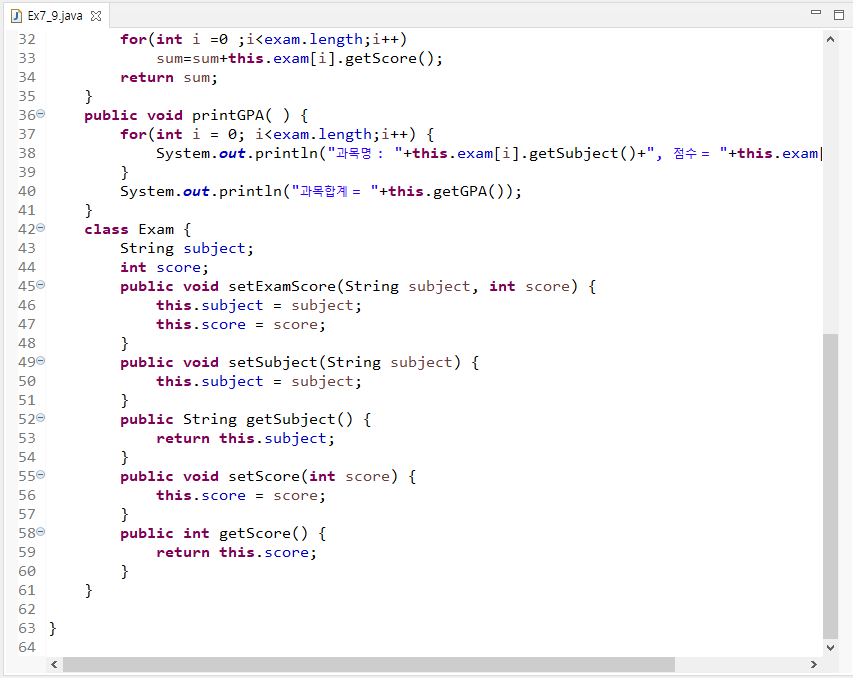 Ex7_9.java
32 for(int i =0 ;i<exam.length;i++)
33 sum=sum+this.exam[i].getScore();
34 return sum;
35 }
36 public void printGPA( ) {
37 for(int i = 0; i<exam.length;i++) {
38 System.out.println("과목명 : "+this.exam[i].getSubject()+", 점수 = "+this.exam[
39 }
40 System.out.println("과목합계 = "+this.getGPA());
41 }
42 class Exam {
43 String subject;
44 int score;
45 public void setExamScore(String subject, int score) {
46 this.subject = subject;
47 this.score = score;
48 }
49 public void setSubject(String subject) {
50 this.subject = subject;
51 }
52 public String getSubject() {
53 return this.subject;
54 }
55 public void setScore(int score) {
56 this.score = score;
57 }
58 public int getScore() {
59 return this.score;
60 }
61 }
62
63 }
64